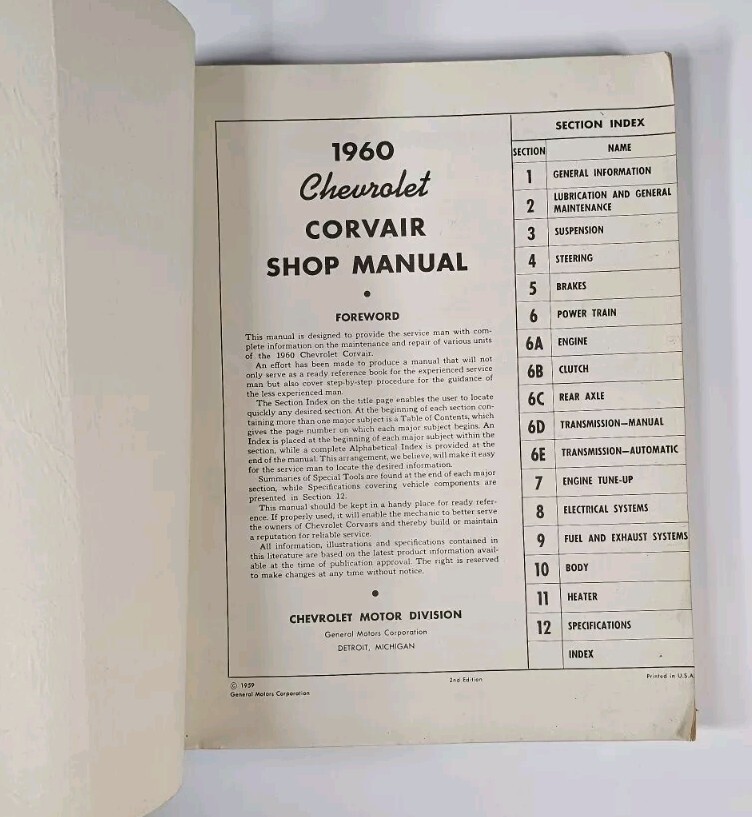 1960
Chevrolet
CORVAIR
SHOP MANUAL
•
FOREWORD
This manual is designed to provide the service man with com-
plete information on the maintenance and repair of various units
of the 1960 Chevrolet Corvair.
An effort has been made to produce a manual that will not
only serve as a ready reference book for the experienced service
man but also cover step-by-step procedure for the guidance of
the less experienced man.
The Section Index on the title page enables the user to locate
quickly any desired section. At the beginning of each section con-
taining more than one major subject is a Table of Contents, which
gives the page number on which each major subject begins. An
Index is placed at the beginning of each major subject within the
section, while a complete Alphabetical Index is provided at the
end of the manual. This arrangement, we believe, will make it easy
for the service man to locate the desired information.
Summaries of Special Tools are found at the end of each major
section, while Specifications covering vehicle components are
presented in Section 12.
This manual should be kept in a handy place for ready refer-
ence. If properly used, it will enable the mechanic to better serve
the owners of Chevrolet Corvairs and thereby build or maintain
a reputation for reliable service.
All information, illustrations and specifications contained in
this literature are based on the latest product information avail-
able at the time of publication approval. The right is reserved
to make changes at any time without notice.
•
CHEVROLET MOTOR DIVISION
General Motors Corporation
DETROIT, MICHIGAN
SECTION INDEX
SECTION NAME
1 GENERAL INFORMATION
2 LUBRICATION AND GENERAL
MAINTENANCE
3 SUSPENSION
4 STEERING
5 BRAKES
6 POWER TRAIN
6A ENGINE
6B CLUTCH
6C REAR AXLE
6D TRANSMISSION—MANUAL
6E TRANSMISSION—AUTOMATIC
7 ENGINE TUNE-UP
8 ELECTRICAL SYSTEMS
9 FUEL AND EXHAUST SYSTEMS
10 BODY
11 HEATER
12 SPECIFICATIONS
INDEX
© 1959
General Motors Corporation
2nd Edition
Printed in U.S.A